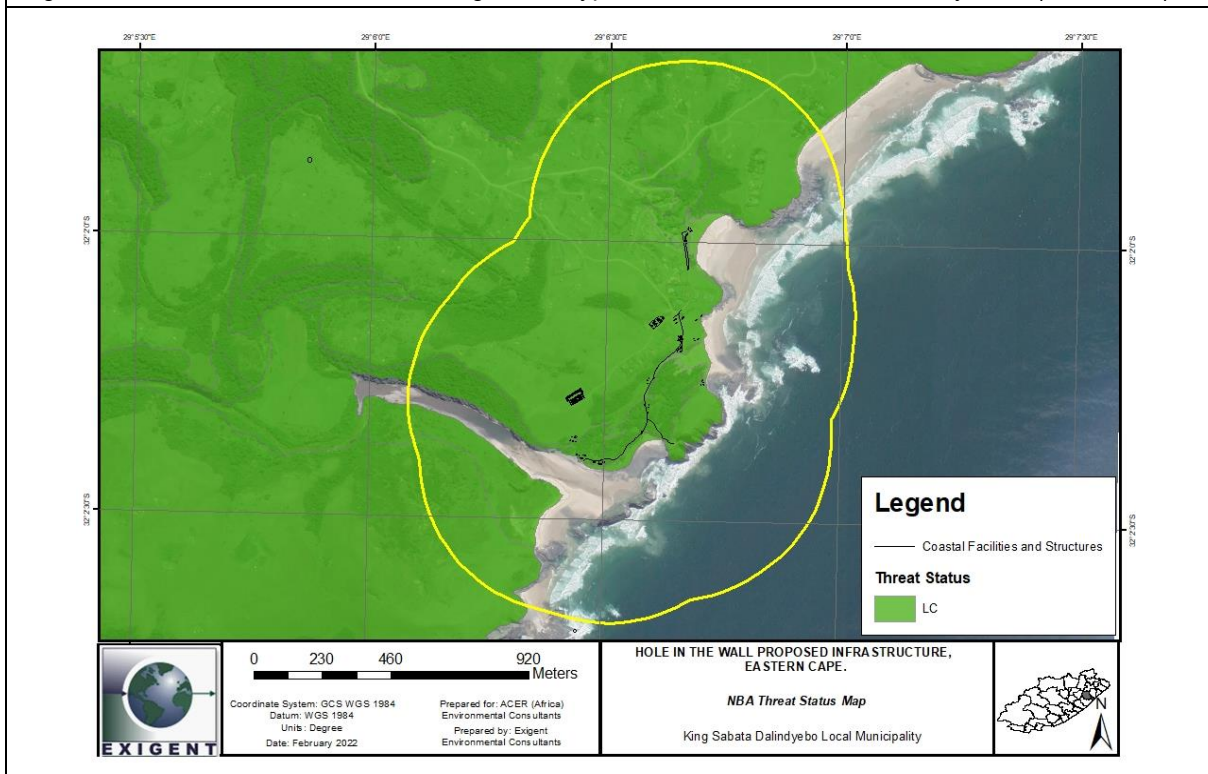 29°5'30"E 29°6'0"E 29°6'30"E 29°7'0"E 29°7'30"E
32°2'0"S
32°2'30"S
32°2'0"S
32°2'30"S
Legend
Coastal Facilities and Structures
Threat Status
LC
EXIGENT
0 230 460 920
Meters
Coordinate System: GCS WGS 1984
Datum: WGS 1984
Units: Degree
Date: February 2022
Prepared for: ACER (Africa)
Environmental Consultants
Prepared by: Exigent
Environmental Consultants
HOLE IN THE WALL PROPOSED INFRASTRUCTURE,
EASTERN CAPE.
NBA Threat Status Map
King Sabata Dalindyebo Local Municipality
N